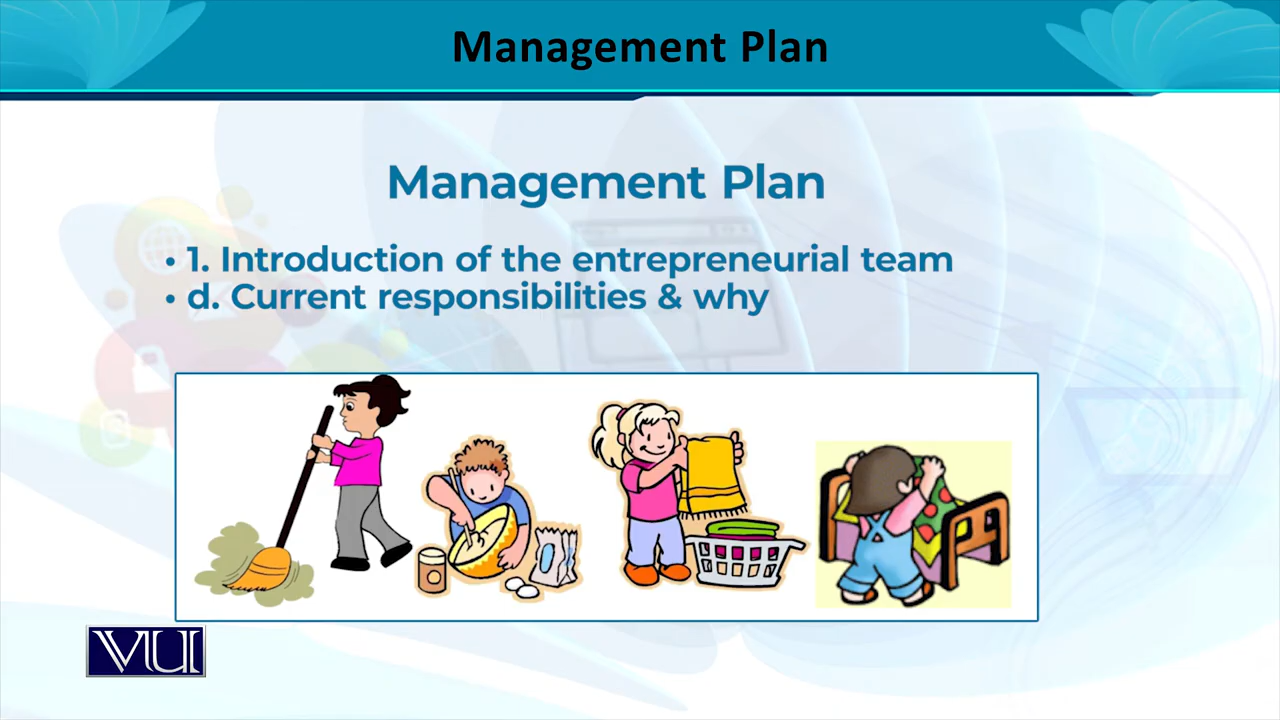 Management Plan
Management Plan
• 1. Introduction of the entrepreneurial team
• d. Current responsibilities & why
VU